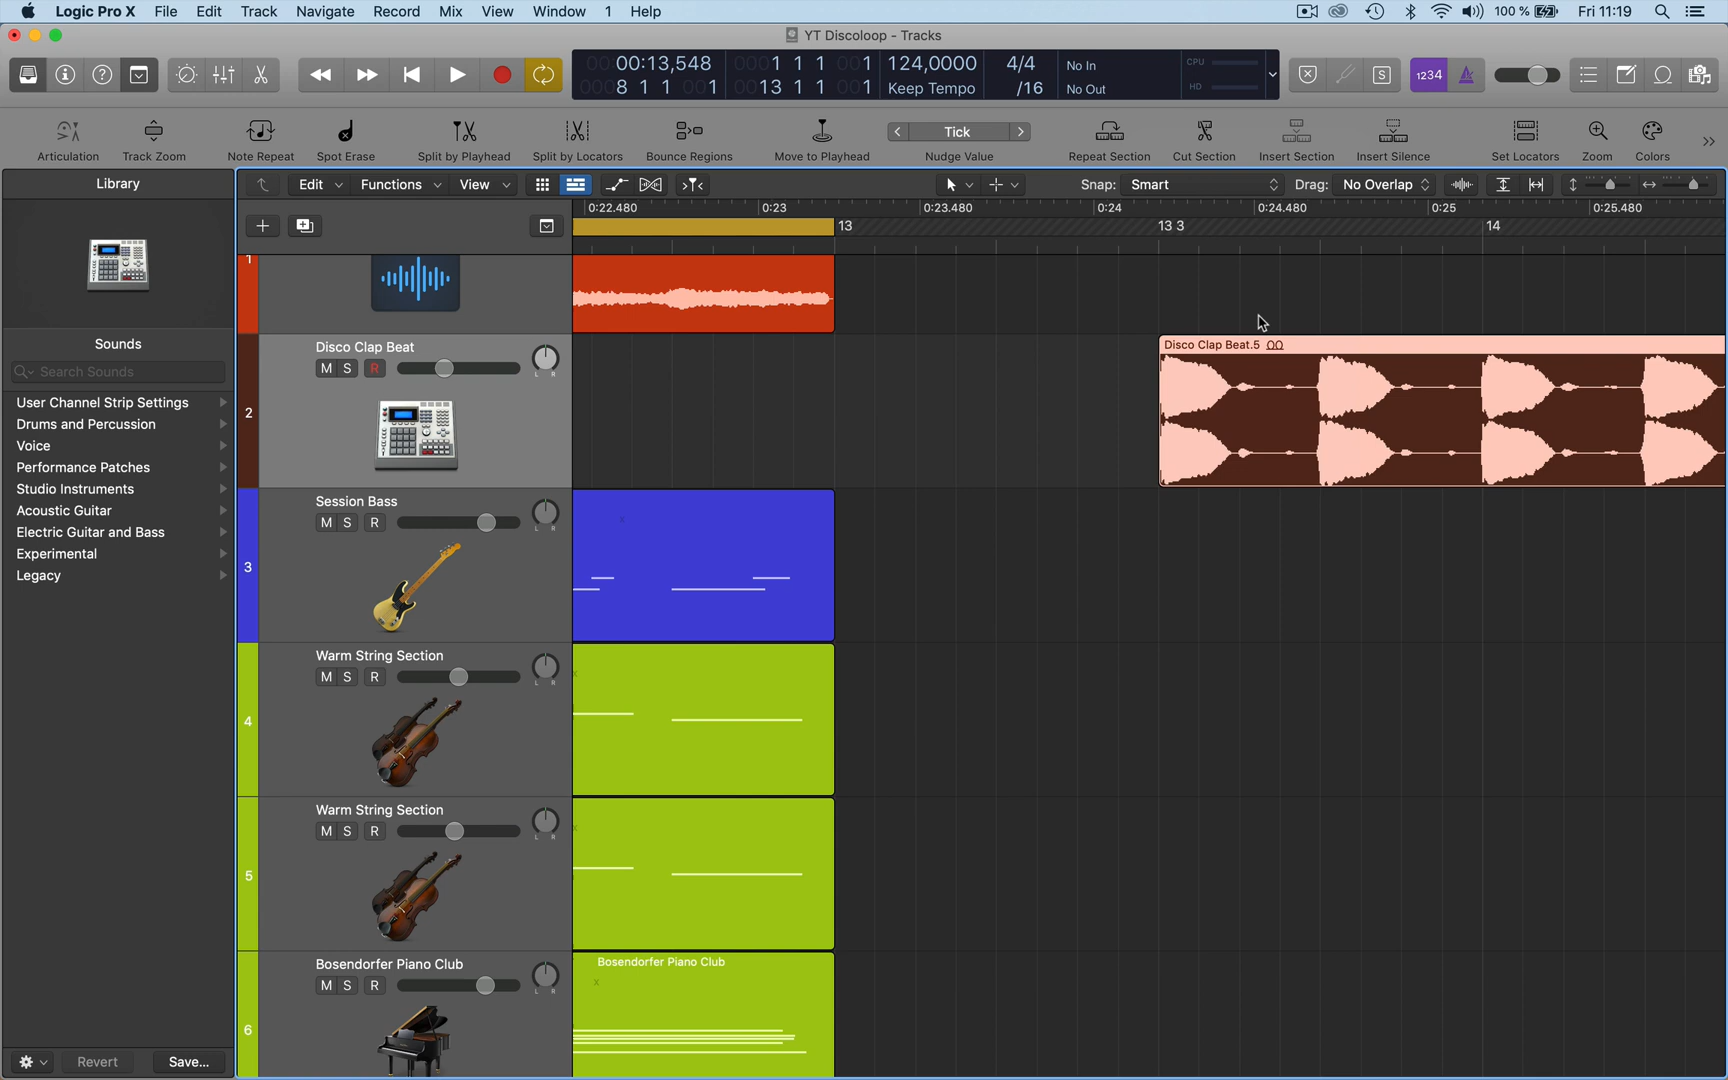 Logic Pro X File Edit Track Navigate Record Mix View Window 1 Help 100 % Fri 11:19
YT Discoloop - Tracks
00:00:13,548 0001 1 1 001 124,0000 4/4 No In CPU
0008 1 1 001 0013 1 1 001 Keep Tempo /16 No Out HD
S 1234
Articulation Track Zoom Note Repeat Spot Erase Split by Playhead Split by Locators Bounce Regions Move to Playhead Tick Nudge Value Repeat Section Cut Section Insert Section Insert Silence Set Locators Zoom Colors
Library
Edit Functions View Snap: Smart Drag: No Overlap
0:22.480 0:23 0:23.480 0:24 0:24.480 0:25 0:25.480
13 13 3 14
Sounds
Search Sounds
User Channel Strip Settings
Drums and Percussion
Voice
Performance Patches
Studio Instruments
Acoustic Guitar
Electric Guitar and Bass
Experimental
Legacy
Revert Save...
1
2
Disco Clap Beat
M S R
L R
Disco Clap Beat.5
3
Session Bass
M S R
L R
x
4
Warm String Section
M S R
L R
x
5
Warm String Section
M S R
L R
x
6
Bosendorfer Piano Club
M S R
L R
Bosendorfer Piano Club
x